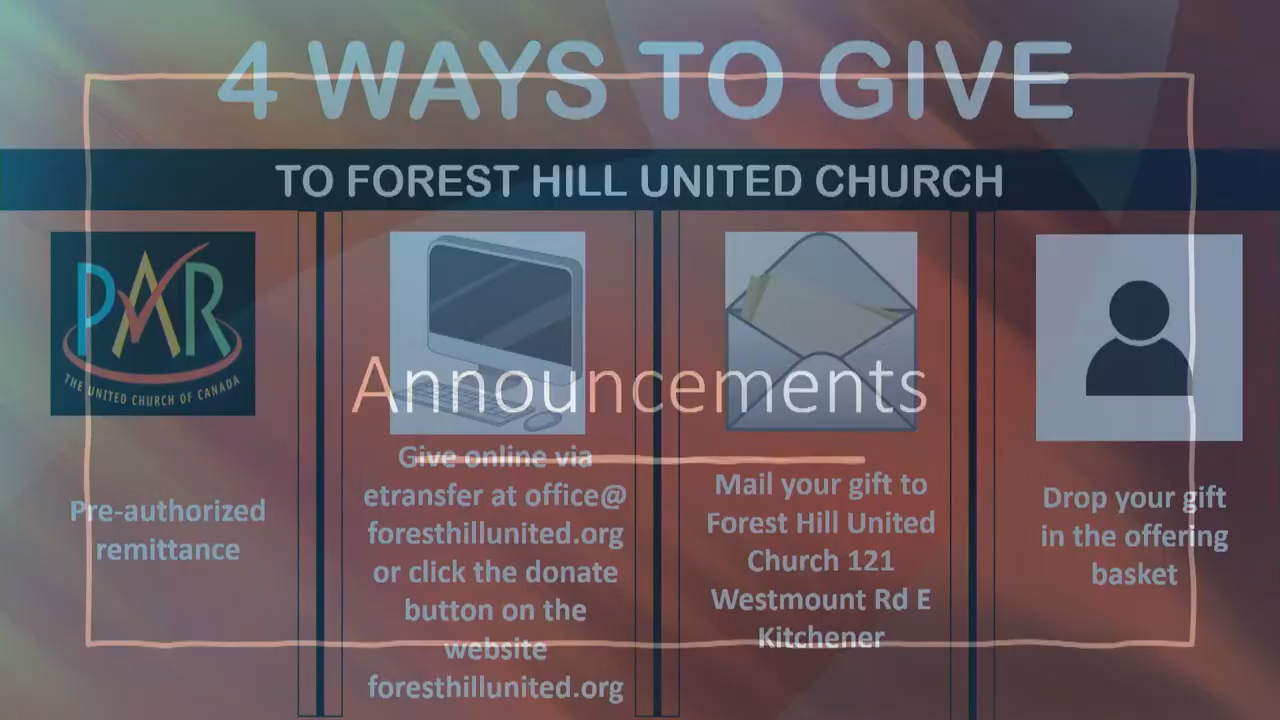 4 WAYS TO GIVE
TO FOREST HILL UNITED CHURCH
PAR
THE UNITED CHURCH OF CANADA
Pre-authorized
remittance
Give online via
etransfer at office@
foresthillunited.org
or click the donate
button on the
website
foresthillunited.org
Mail your gift to
Forest Hill United
Church 121
Westmount Rd E
Kitchener
Drop your gift
in the offering
basket
Announcements